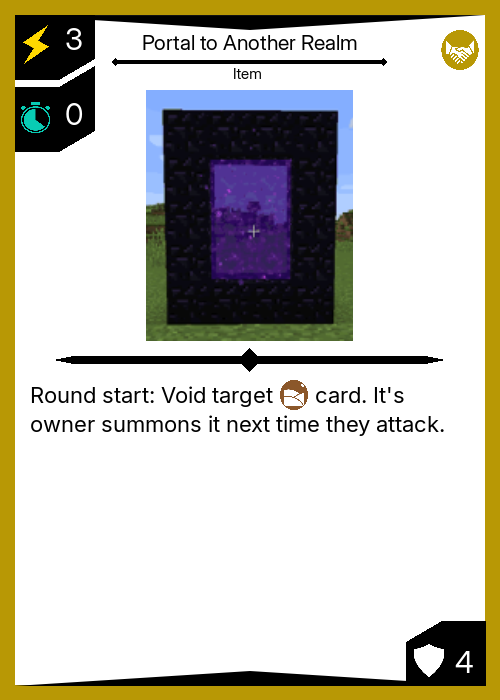 3
Portal to Another Realm
Item
0
Round start: Void target card. It's
owner summons it next time they attack.
4